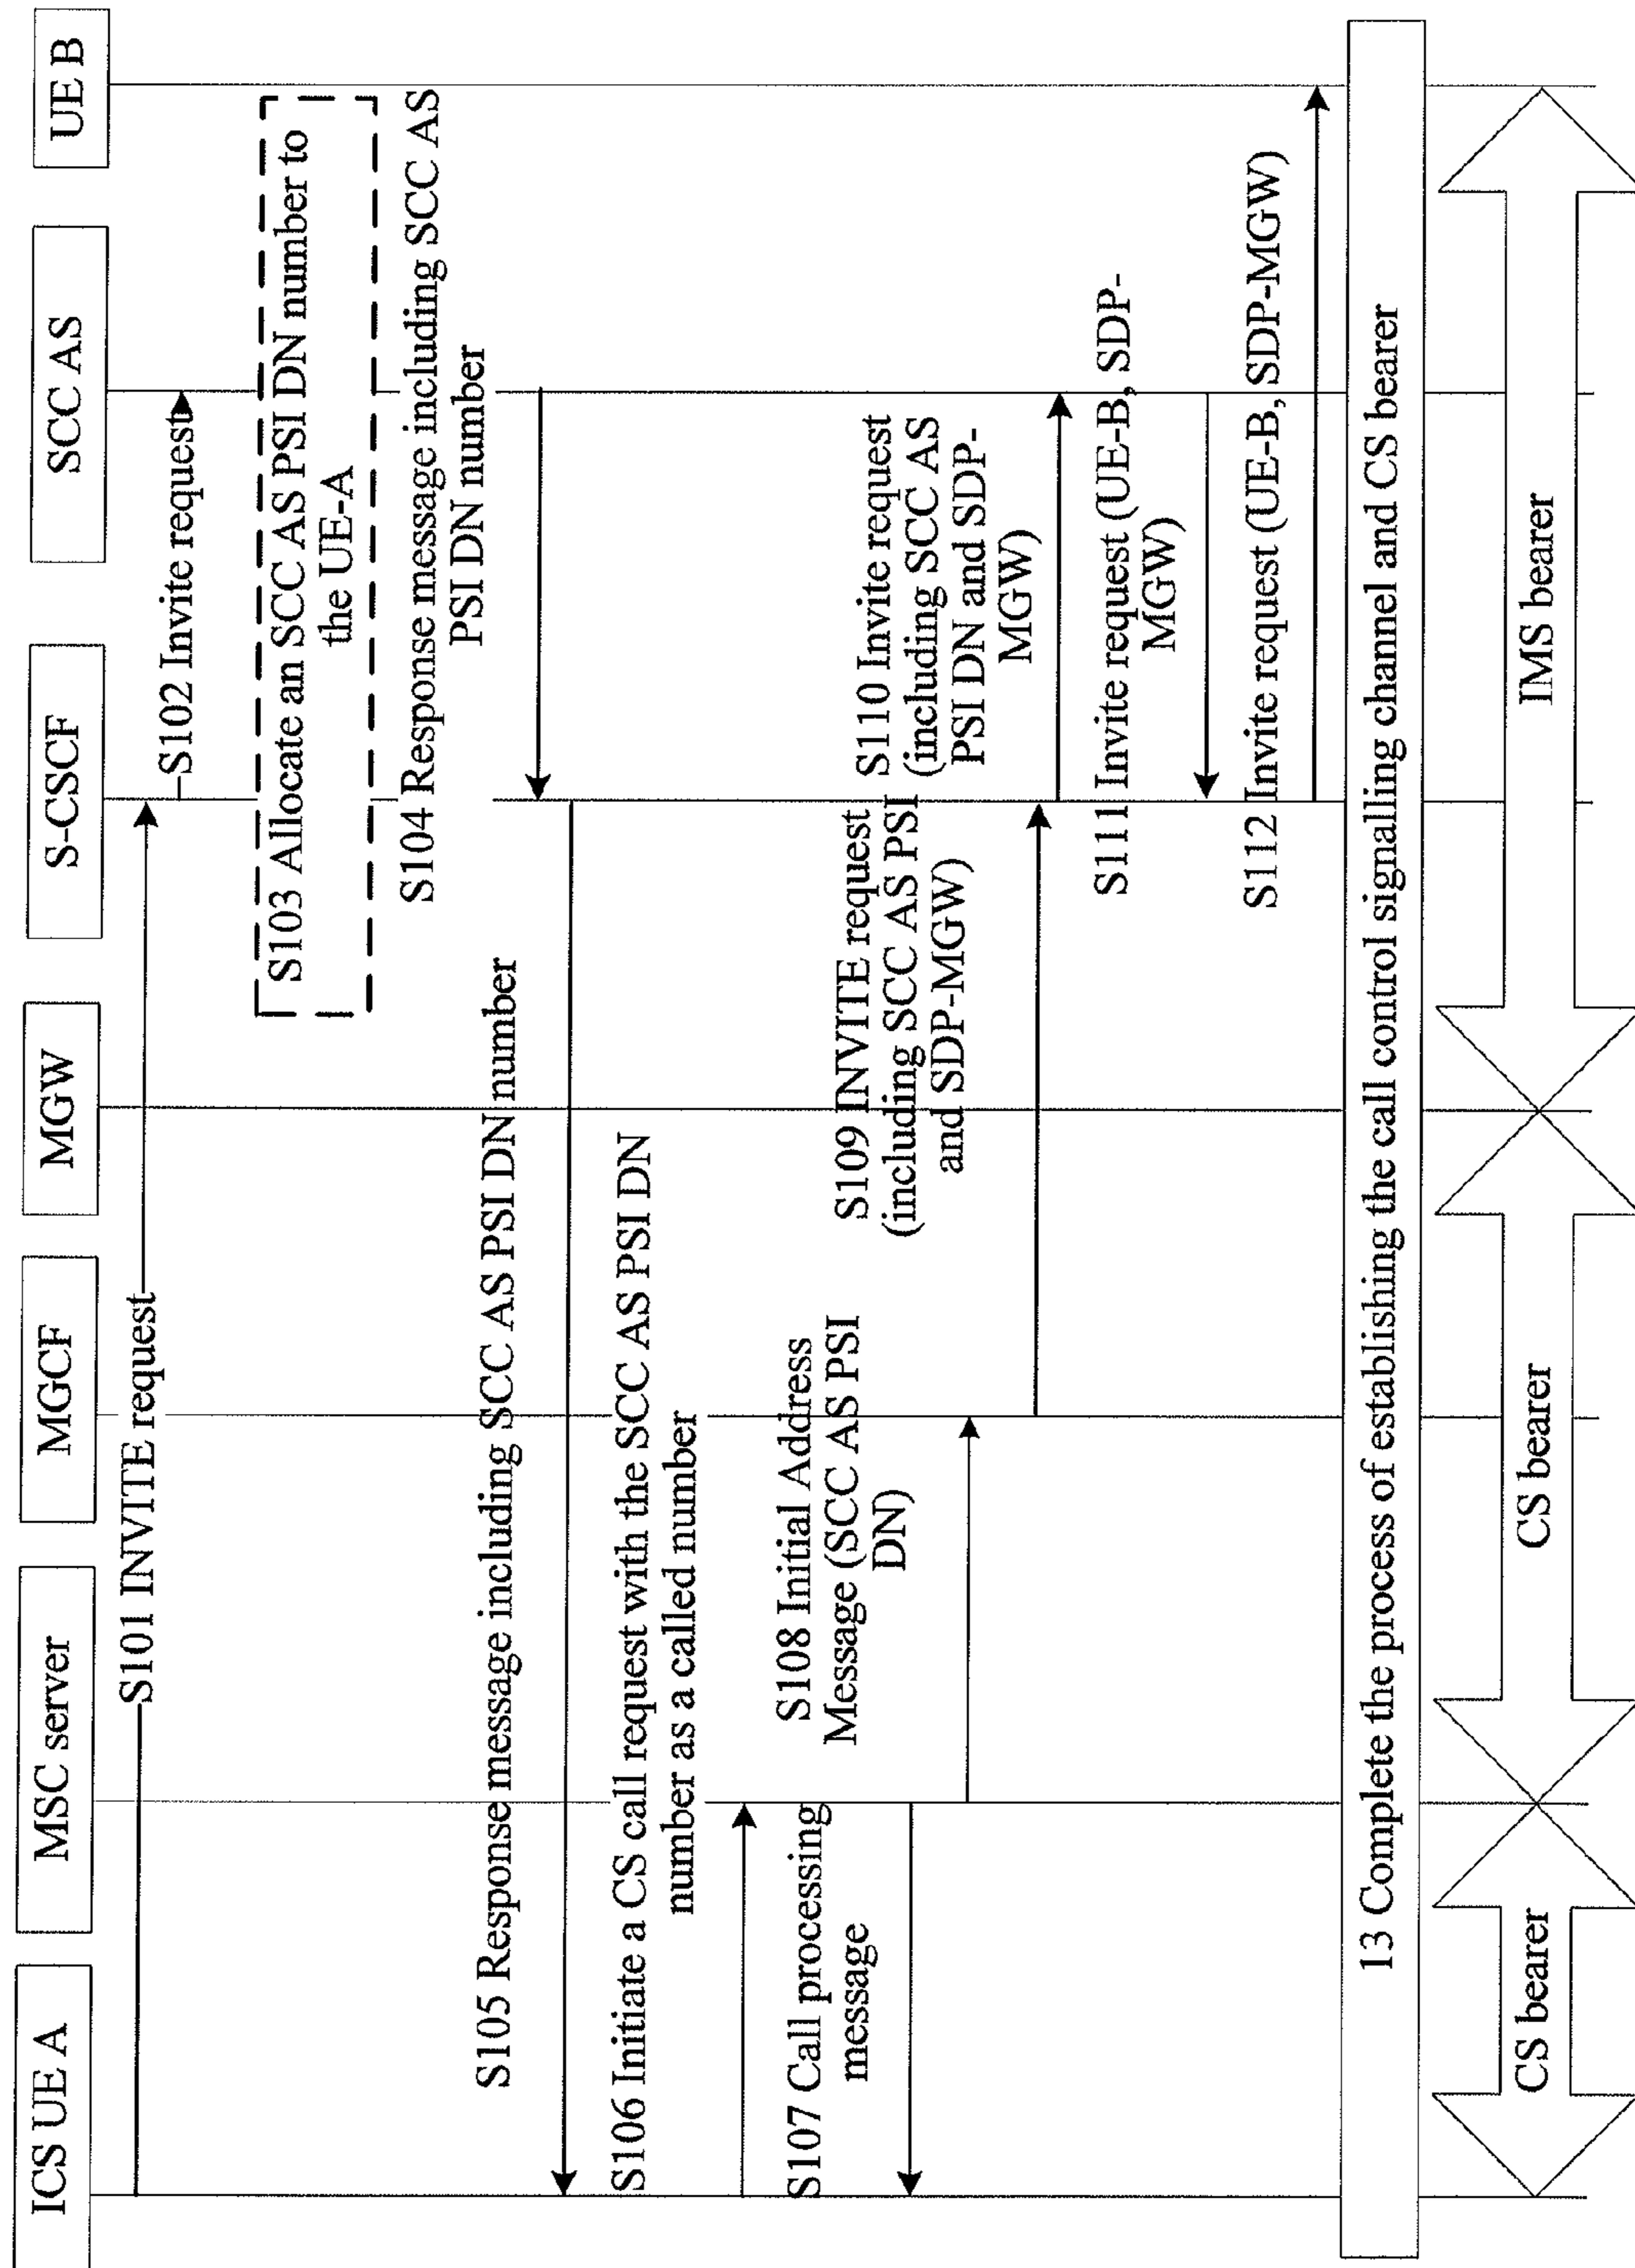 ICS UE A
MSC server
MGCF
MGW
S-CSCF
SCC AS
UE B
S101 INVITE request
S102 Invite request
S103 Allocate an SCC AS PSI DN number to
the UE-A
S104 Response message including SCC AS
PSI DN number
S105 Response message including SCC AS PSI DN number
S106 Initiate a CS call request with the SCC AS PSI DN
number as a called number
S107 Call processing
message
S108 Initial Address
Message (SCC AS PSI
DN)
S109 INVITE request
(including SCC AS PSI
and SDP-MGW)
S110 Invite request
(including SCC AS
PSI DN and SDP-
MGW)
S111 Invite request (UE-B, SDP-
MGW)
S112 Invite request (UE-B, SDP-MGW)
13 Complete the process of establishing the call control signalling channel and CS bearer
CS bearer
CS bearer
IMS bearer